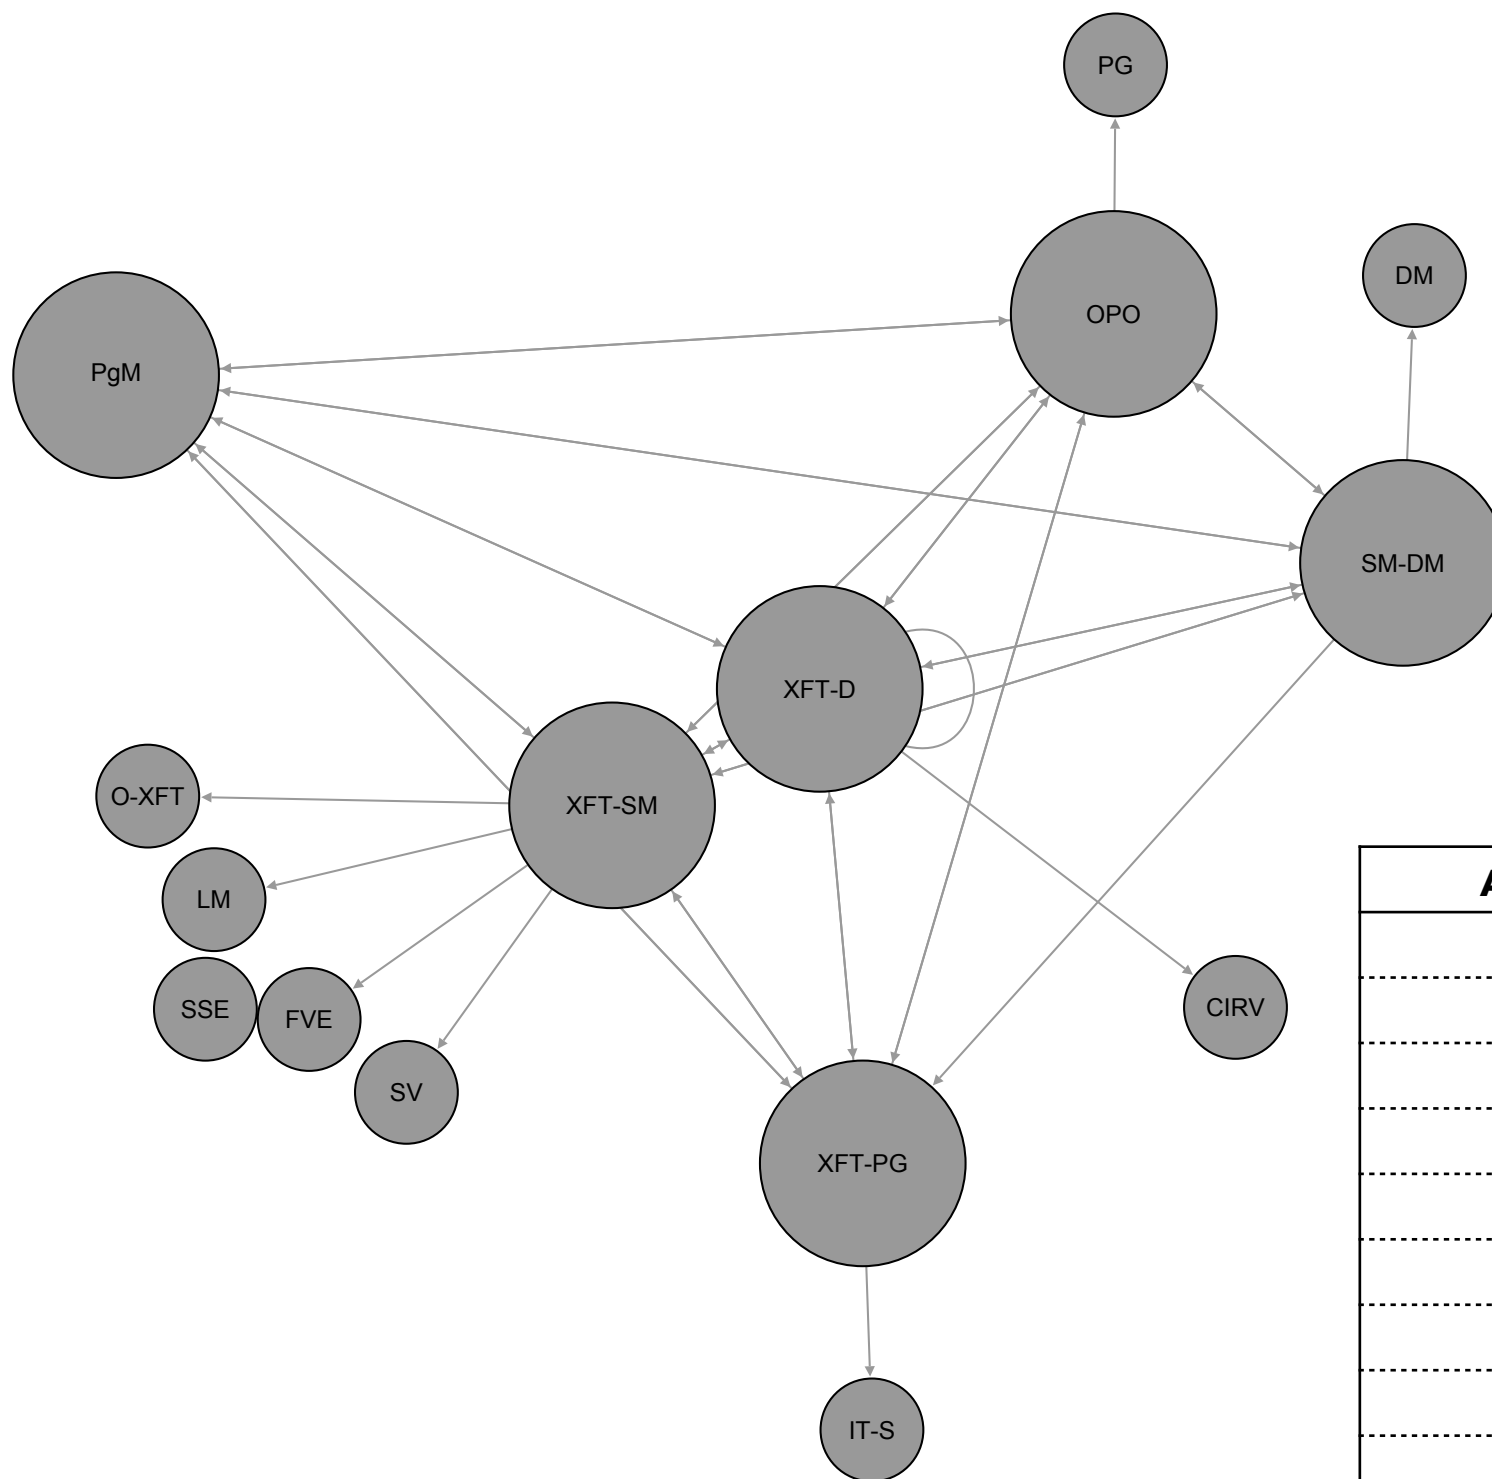 PG
DM
OPO
PgM
SM-DM
XFT-D
O-XFT
XFT-SM
LM
SSE
FVE
CIRV
SV
XFT-PG
IT-S